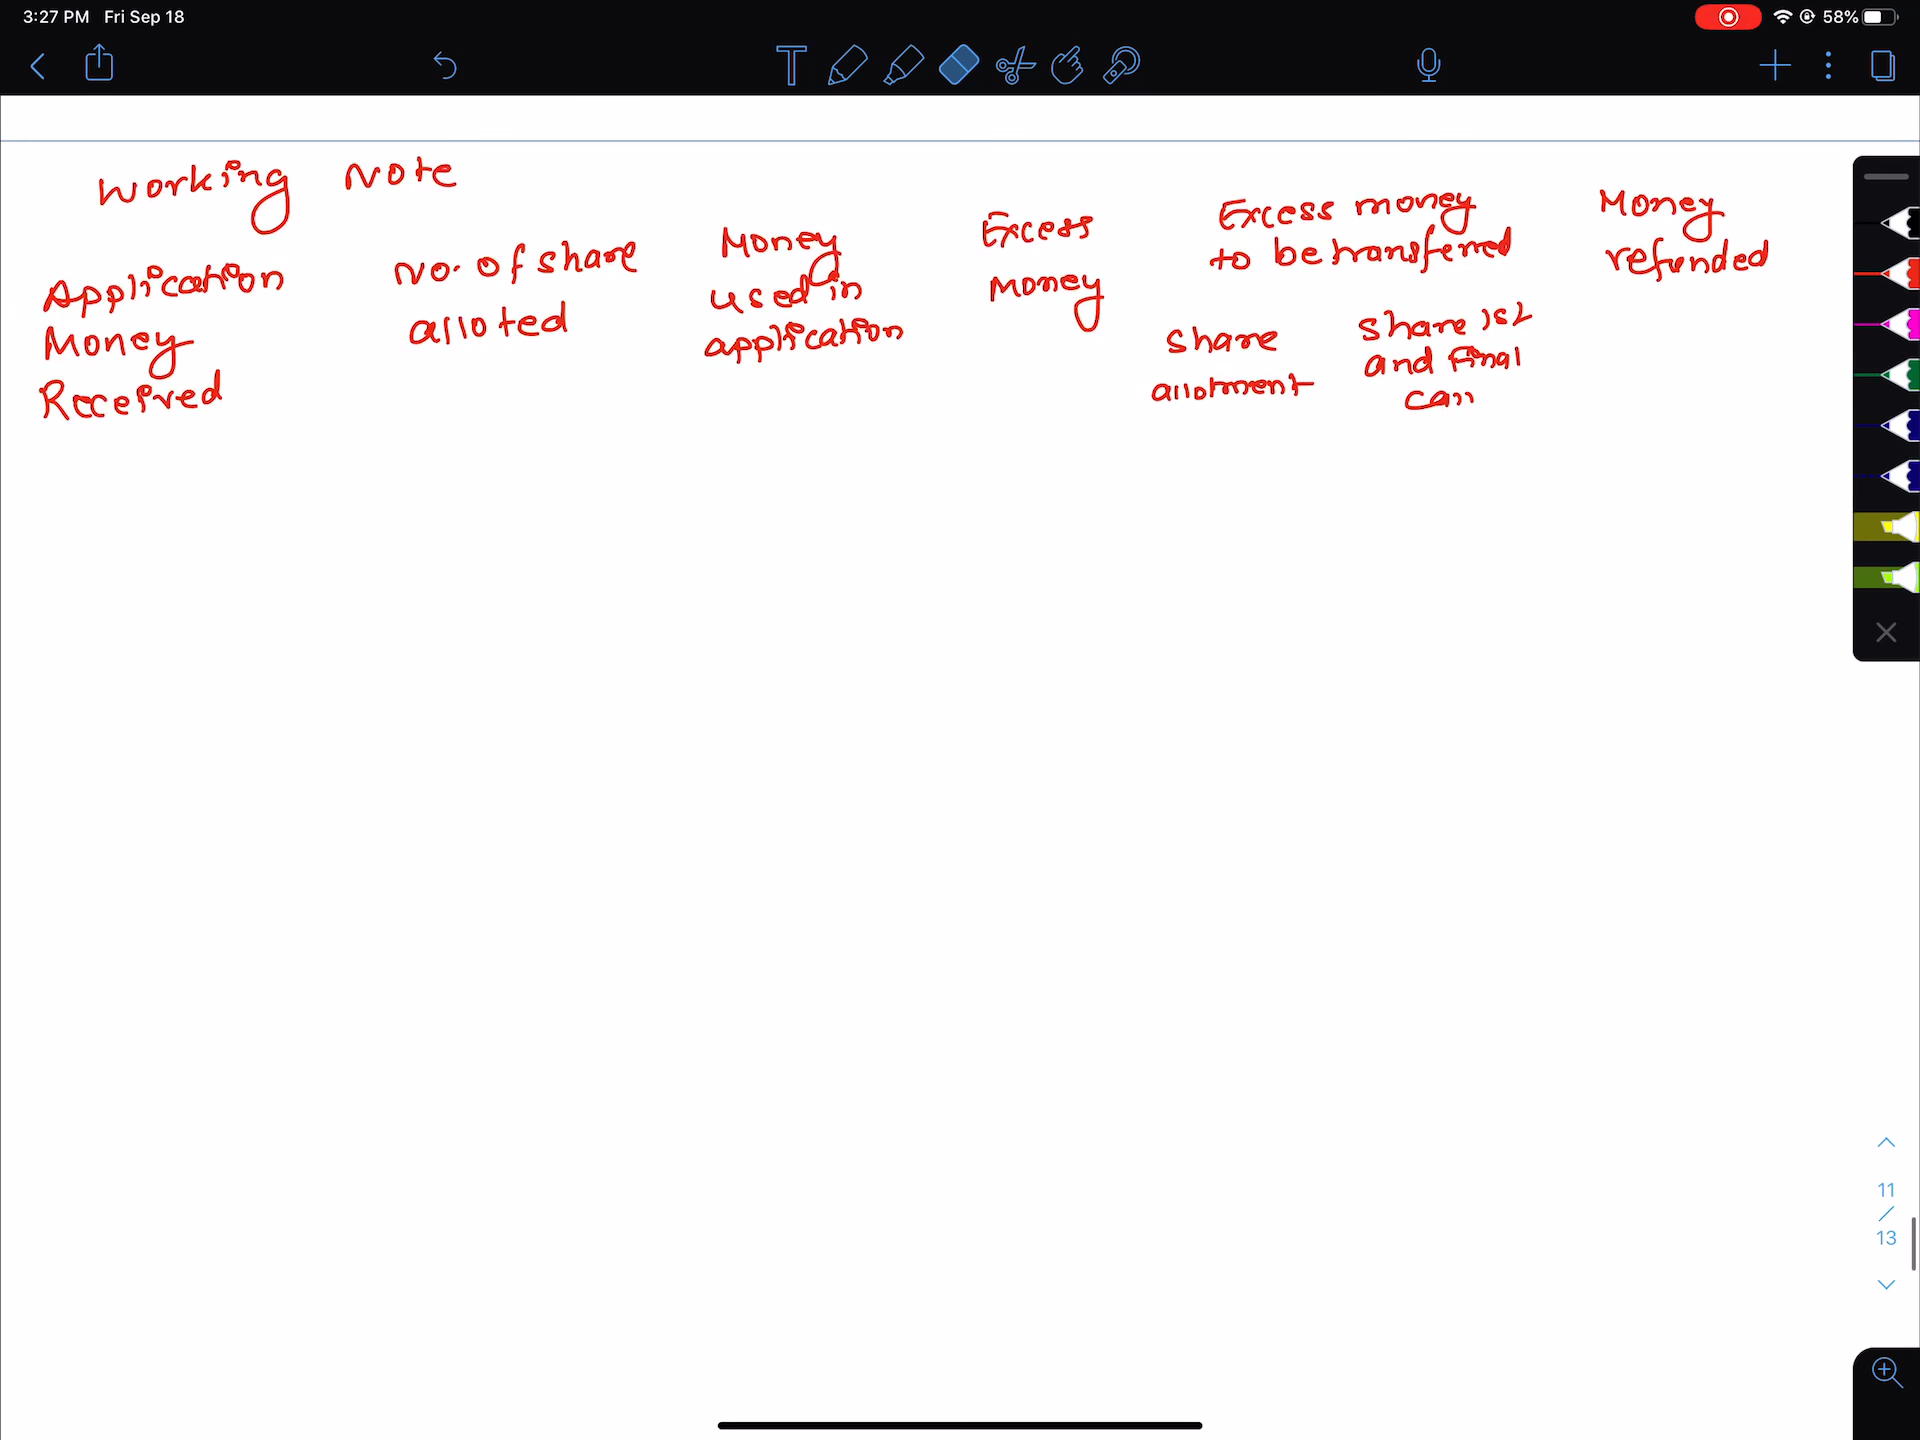 3:27 PM Fri Sep 18
58%
Working Note
Application
Money
Received
No. of share
alloted
Money
used in
application
Excess
Money
Excess money
to be transferred
Share
allotment
Share 1st
and final
call
Money
refunded
11
/
13